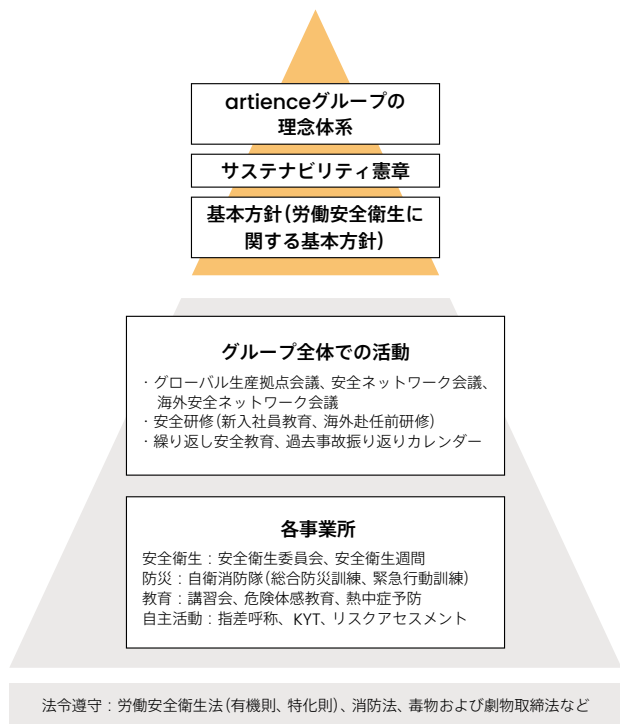 artienceグループの
理念体系
サステナビリティ憲章
基本方針(労働安全衛生に
関する基本方針)
グループ全体での活動
・グローバル生産拠点会議、安全ネットワーク会議、
海外安全ネットワーク会議
・安全研修(新入社員教育、海外赴任前研修)
・繰り返し安全教育、過去事故振り返りカレンダー
各事業所
安全衛生：安全衛生委員会、安全衛生週間
防災：自衛消防隊(総合防災訓練、緊急行動訓練)
教育：講習会、危険体感教育、熱中症予防
自主活動：指差呼称、KYT、リスクアセスメント
法令遵守：労働安全衛生法(有機則、特化則)、消防法、毒物および劇物取締法など